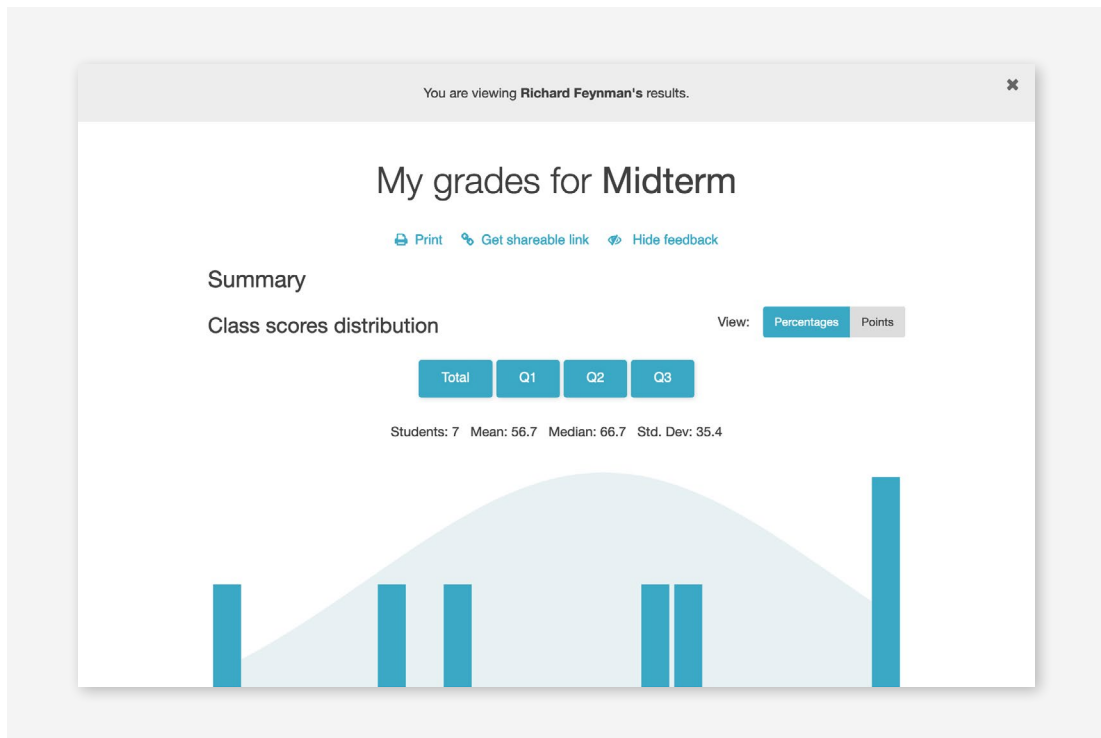 You are viewing Richard Feynman's results.
My grades for Midterm
Print Get shareable link Hide feedback
Summary
Class scores distribution View: Percentages Points
Total Q1 Q2 Q3
Students: 7 Mean: 56.7 Median: 66.7 Std. Dev: 35.4